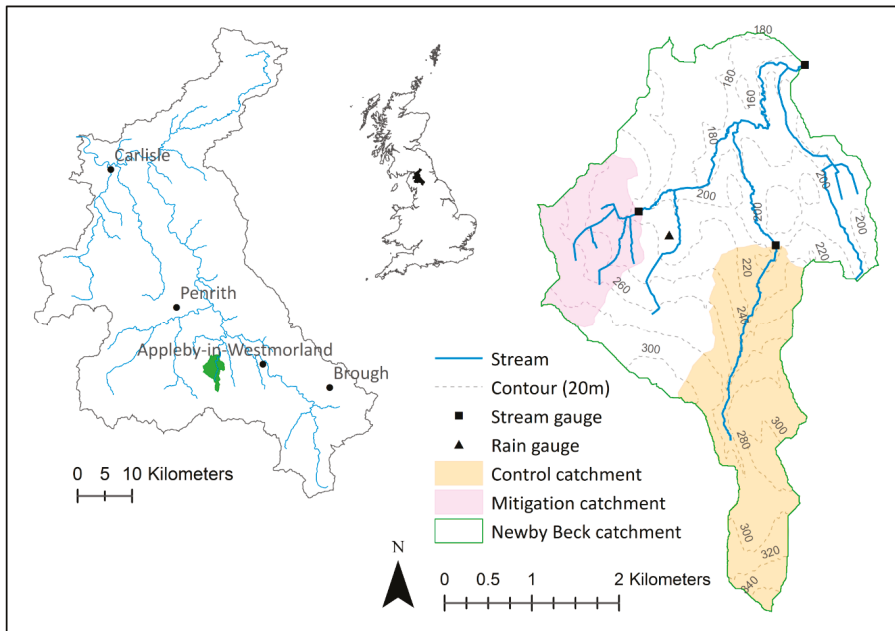 Carlisle
Penrith
Appleby-in-Westmorland
Brough
0 5 10 Kilometers
180
180
160
180
200
200
200
200
220
220
240
260
300
280
300
300
320
340
Stream
Contour (20m)
Stream gauge
Rain gauge
Control catchment
Mitigation catchment
Newby Beck catchment
N
0 0.5 1 2 Kilometers